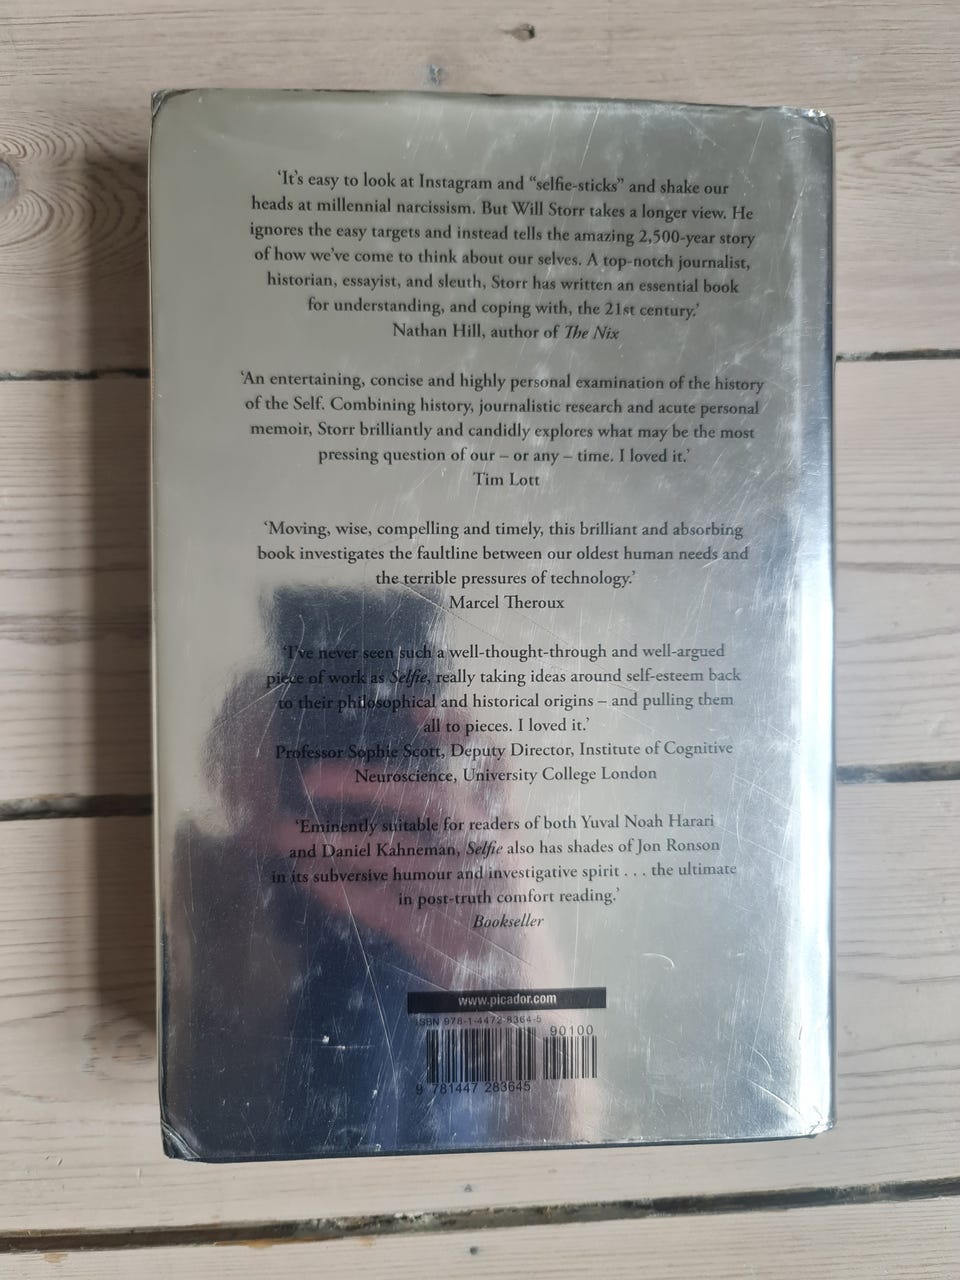 ‘It’s easy to look at Instagram and “selfie-sticks” and shake our
heads at millennial narcissism. But Will Storr takes a longer view. He
ignores the easy targets and instead tells the amazing 2,500-year story
of how we’ve come to think about our selves. A top-notch journalist,
historian, essayist, and sleuth, Storr has written an essential book
for understanding, and coping with, the 21st century.’
Nathan Hill, author of The Nix
‘An entertaining, concise and highly personal examination of the history
of the Self. Combining history, journalistic research and acute personal
memoir, Storr brilliantly and candidly explores what may be the most
pressing question of our – or any – time. I loved it.’
Tim Lott
‘Moving, wise, compelling and timely, this brilliant and absorbing
book investigates the faultline between our oldest human needs and
the terrible pressures of technology.’
Marcel Theroux
‘I’ve never seen such a well-thought-through and well-argued
piece of work as Selfie, really taking ideas around self-esteem back
to their philosophical and historical origins – and pulling them
all to pieces. I loved it.’
Professor Sophie Scott, Deputy Director, Institute of Cognitive
Neuroscience, University College London
‘Eminently suitable for readers of both Yuval Noah Harari
and Daniel Kahneman, Selfie also has shades of Jon Ronson
in its subversive humour and investigative spirit . . . the ultimate
in post-truth comfort reading.’
Bookseller
www.picador.com
ISBN 978-1-4472-8364-5
90100
9 781447 283645